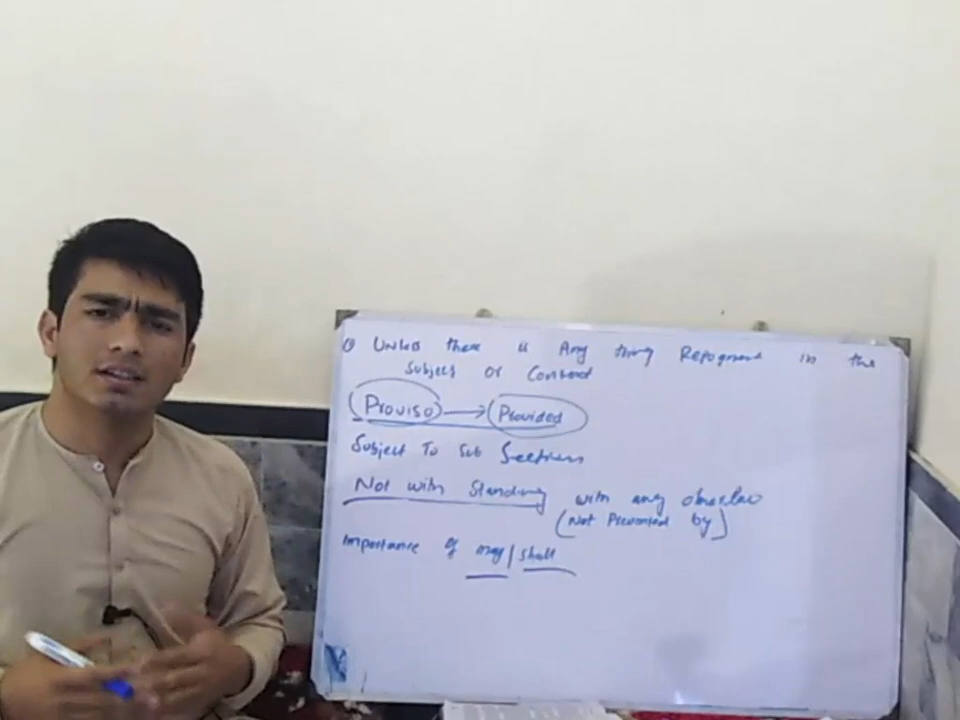 ① Unless there is Any thing Repugnant in the
Subject or Context
Proviso → Provided
Subject To Sub Sections
Not with Standing with any other law
(Not Prevented by)
Importance of may/shall